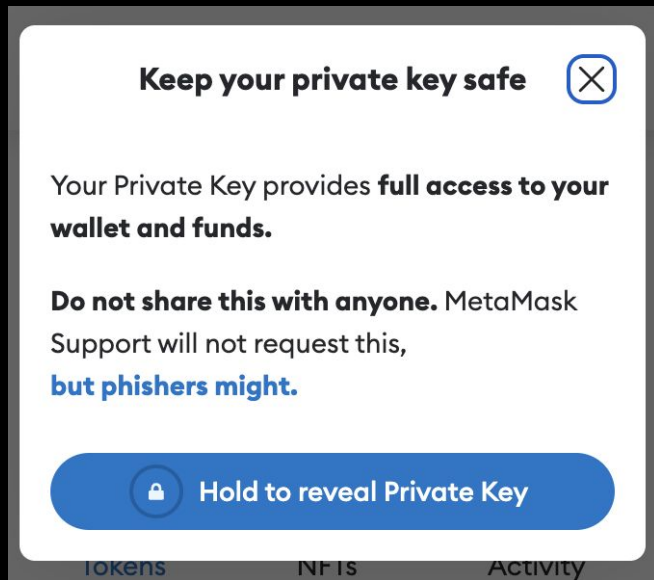 Keep your private key safe
Your Private Key provides full access to your
wallet and funds.
Do not share this with anyone. MetaMask
Support will not request this,
but phishers might.
Hold to reveal Private Key
Tokens NFTs Activity